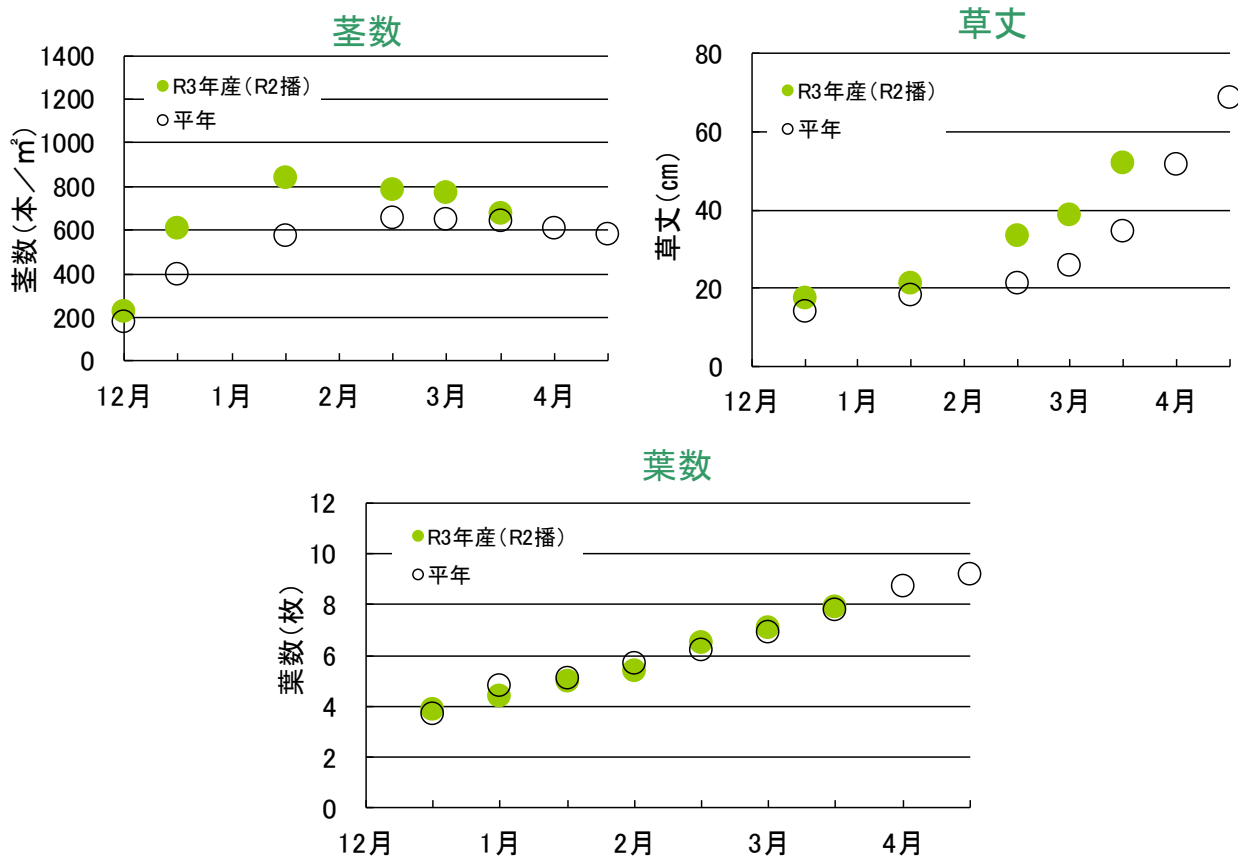 茎数
1400
1200
1000
800
600
400
200
0
茎数(本/㎡)
R3年産(R2播)
平年
12月 1月 2月 3月 4月
草丈
80
60
40
20
0
草丈(㎝)
R3年産(R2播)
平年
12月 1月 2月 3月 4月
葉数
12
10
8
6
4
2
0
葉数(枚)
R3年産(R2播)
平年
12月 1月 2月 3月 4月